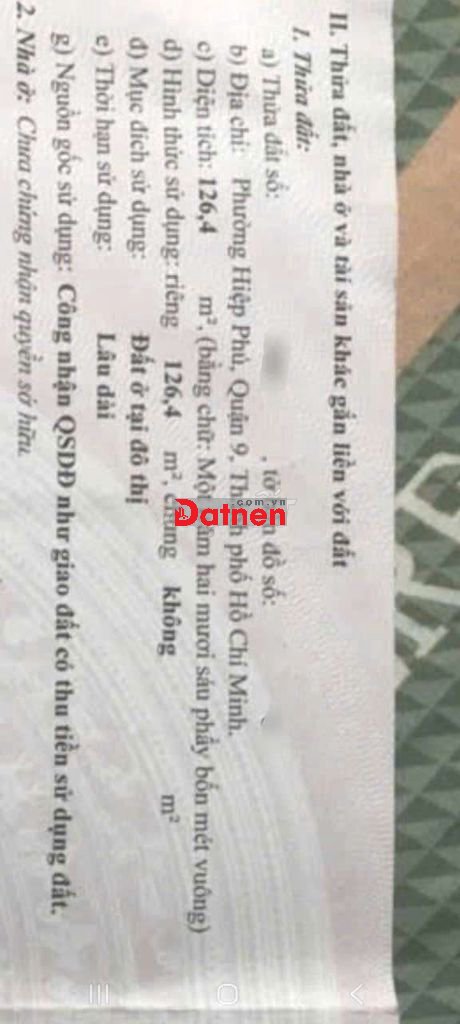 II. Thửa đất, nhà ở và tài sản khác gắn liền với đất
1. Thửa đất:
a) Thửa đất số: , tờ đồ số:
b) Địa chỉ: Phường Hiệp Phú, Quận 9, phố Hồ Chí Minh.
c) Diện tích: 126,4 m², (bằng chữ: hai mươi sáu phẩy bốn mét vuông)
d) Hình thức sử dụng: riêng 126,4 m², chung không m²
đ) Mục đích sử dụng: Đất ở tại đô thị
e) Thời hạn sử dụng: Lâu dài
g) Nguồn gốc sử dụng: Công nhận QSDĐ như giao đất có thu tiền sử dụng đất.
2. Nhà ở: Chưa chứng nhận quyền sở hữu.
.com.vn
Datnen